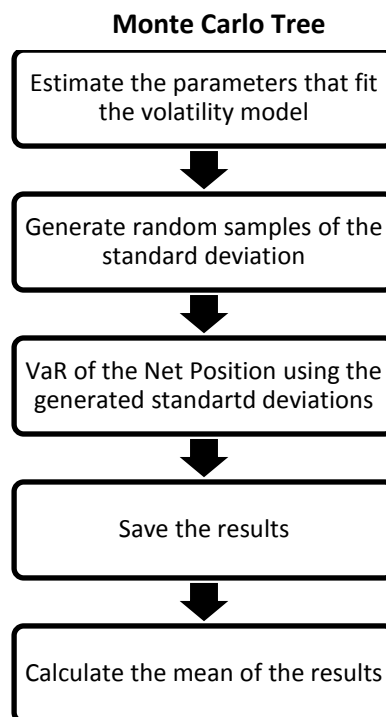 Monte Carlo Tree
Estimate the parameters that fit
the volatility model
Generate random samples of the
standard deviation
VaR of the Net Position using the
generated standartd deviations
Save the results
Calculate the mean of the results